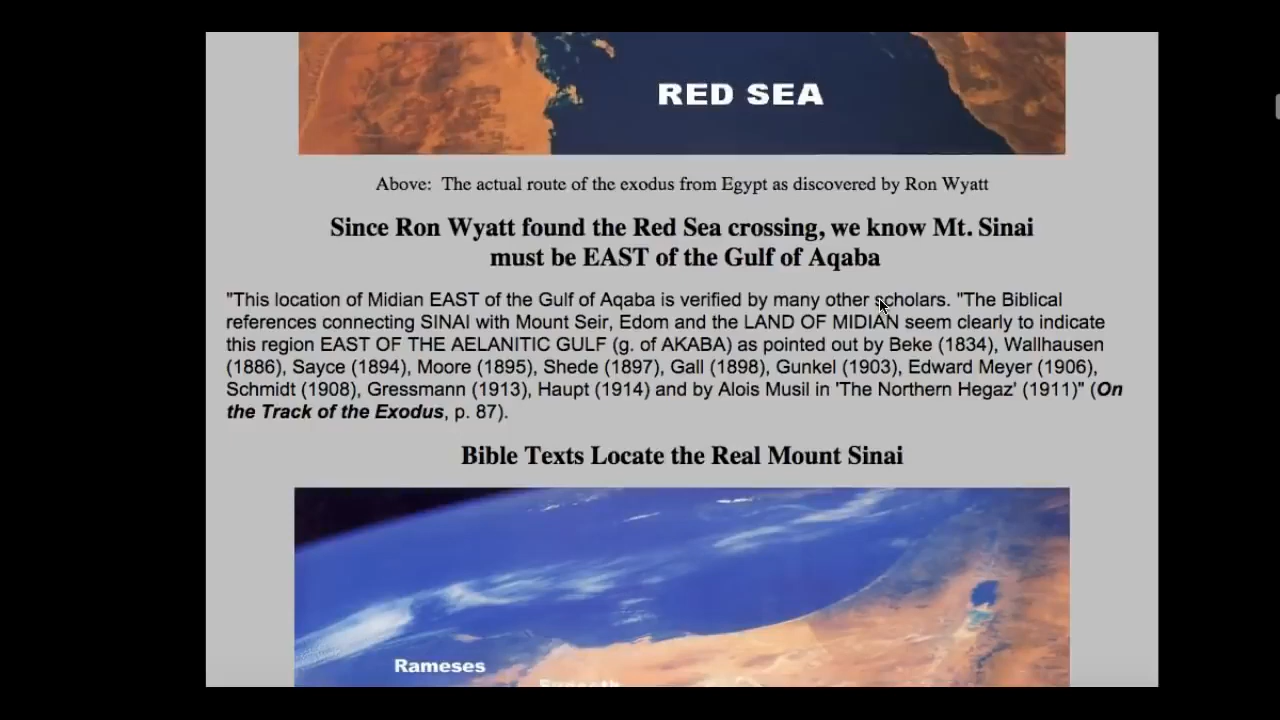 RED SEA
Above:  The actual route of the exodus from Egypt as discovered by Ron Wyatt
Since Ron Wyatt found the Red Sea crossing, we know Mt. Sinai
must be EAST of the Gulf of Aqaba
"This location of Midian EAST of the Gulf of Aqaba is verified by many other scholars. "The Biblical
references connecting SINAI with Mount Seir, Edom and the LAND OF MIDIAN seem clearly to indicate
this region EAST OF THE AELANITIC GULF (g. of AKABA) as pointed out by Beke (1834), Wallhausen
(1886), Sayce (1894), Moore (1895), Shede (1897), Gall (1898), Gunkel (1903), Edward Meyer (1906),
Schmidt (1908), Gressmann (1913), Haupt (1914) and by Alois Musil in 'The Northern Hegaz' (1911)" (On
the Track of the Exodus, p. 87).
Bible Texts Locate the Real Mount Sinai
Rameses